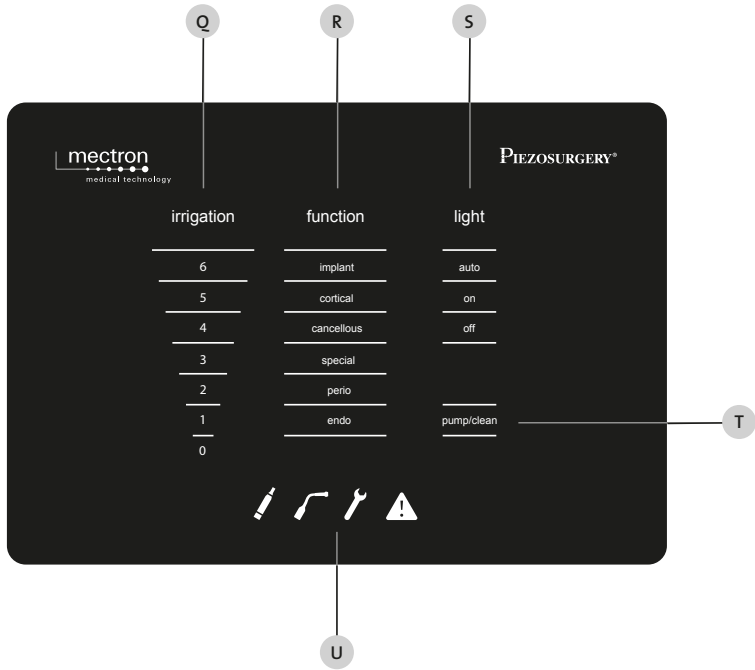 Q R S
mectron
medical technology
PIEZOSURGERY®
irrigation function light
6 implant auto
5 cortical on
4 cancellous off
3 special
2 perio
1 endo pump/clean
0
T
U